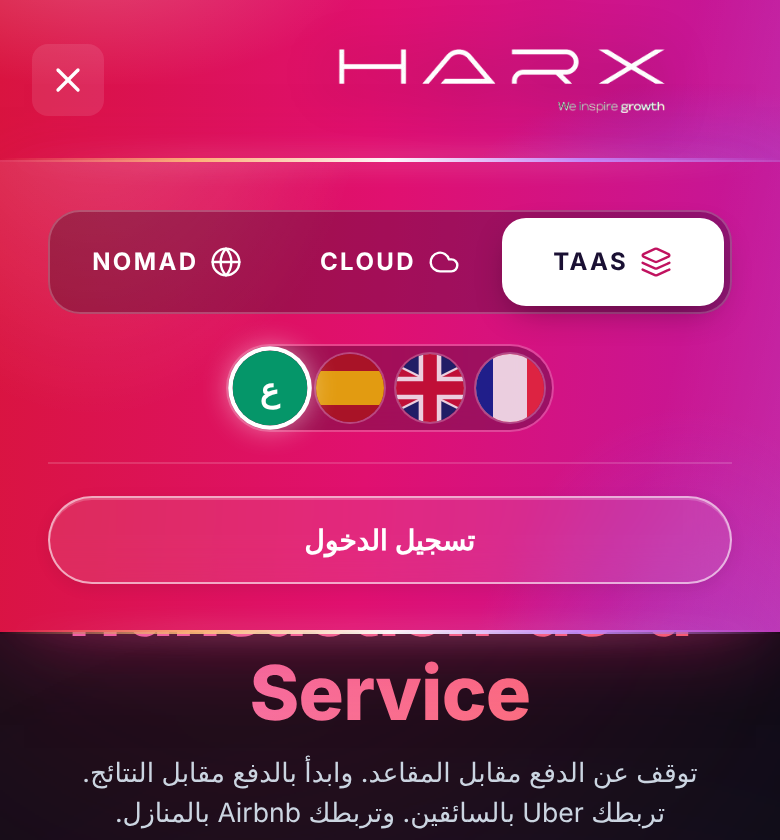 HARX
We inspire growth
NOMAD CLOUD TAAS
ع
تسجيل الدخول
Service
توقف عن الدفع مقابل المقاعد. وابدأ بالدفع مقابل النتائج.
تربطك Uber بالسائقين. وتربطك Airbnb بالمنازل.